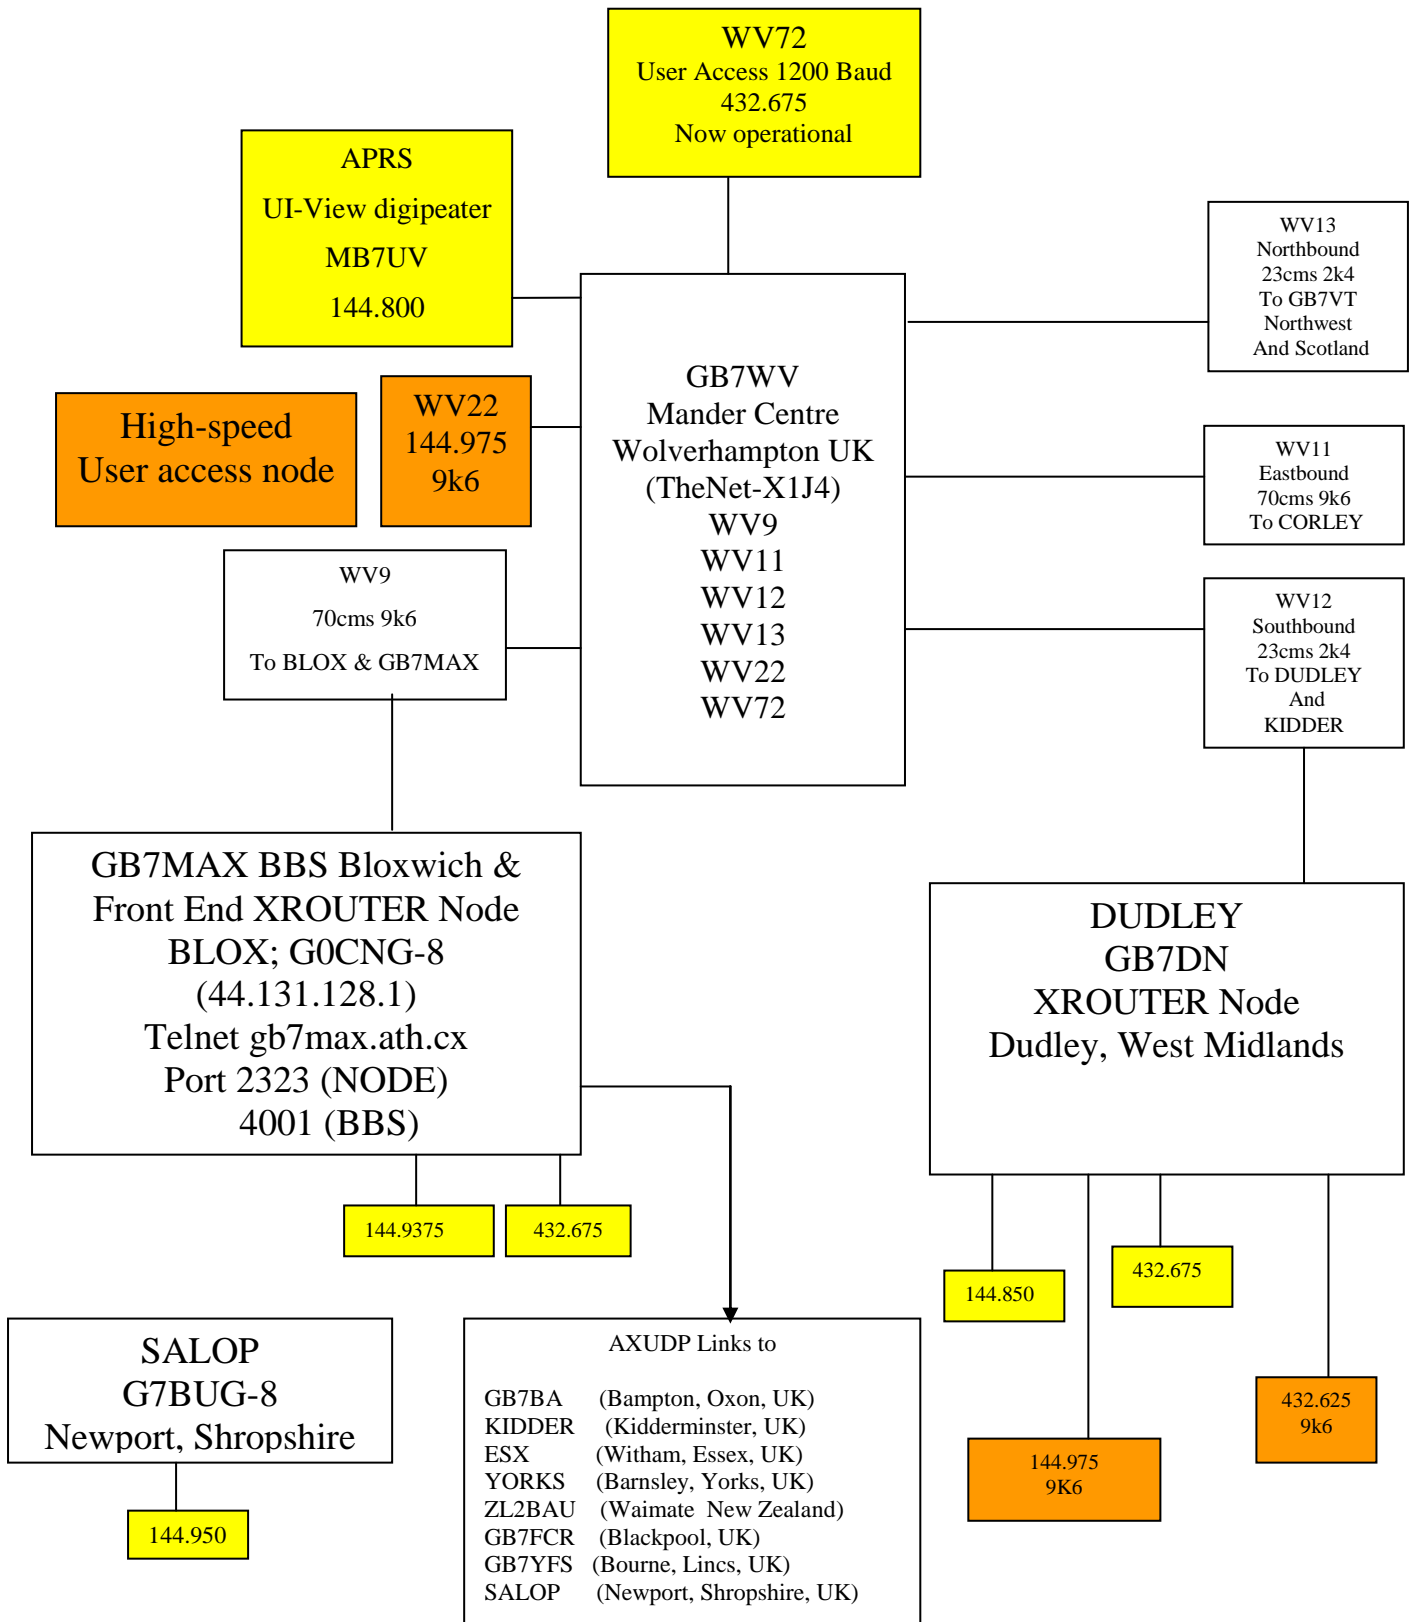 WV72
User Access 1200 Baud
432.675
Now operational
APRS
UI-View digipeater
MB7UV
144.800
WV13
Northbound
23cms 2k4
To GB7VT
Northwest
And Scotland
High-speed
User access node
WV22
144.975
9k6
GB7WV
Mander Centre
Wolverhampton UK
(TheNet-X1J4)
WV9
WV11
WV12
WV13
WV22
WV72
WV11
Eastbound
70cms 9k6
To CORLEY
WV9
70cms 9k6
To BLOX & GB7MAX
WV12
Southbound
23cms 2k4
To DUDLEY
And
KIDDER
GB7MAX BBS Bloxwich &
Front End XROUTER Node
BLOX; G0CNG-8
(44.131.128.1)
Telnet gb7max.ath.cx
Port 2323 (NODE)
4001 (BBS)
DUDLEY
GB7DN
XROUTER Node
Dudley, West Midlands
144.9375
432.675
144.850
432.675
144.975
9K6
432.625
9k6
SALOP
G7BUG-8
Newport, Shropshire
144.950
AXUDP Links to
GB7BA (Bampton, Oxon, UK)
KIDDER (Kidderminster, UK)
ESX (Witham, Essex, UK)
YORKS (Barnsley, Yorks, UK)
ZL2BAU (Waimate New Zealand)
GB7FCR (Blackpool, UK)
GB7YFS (Bourne, Lincs, UK)
SALOP (Newport, Shropshire, UK)